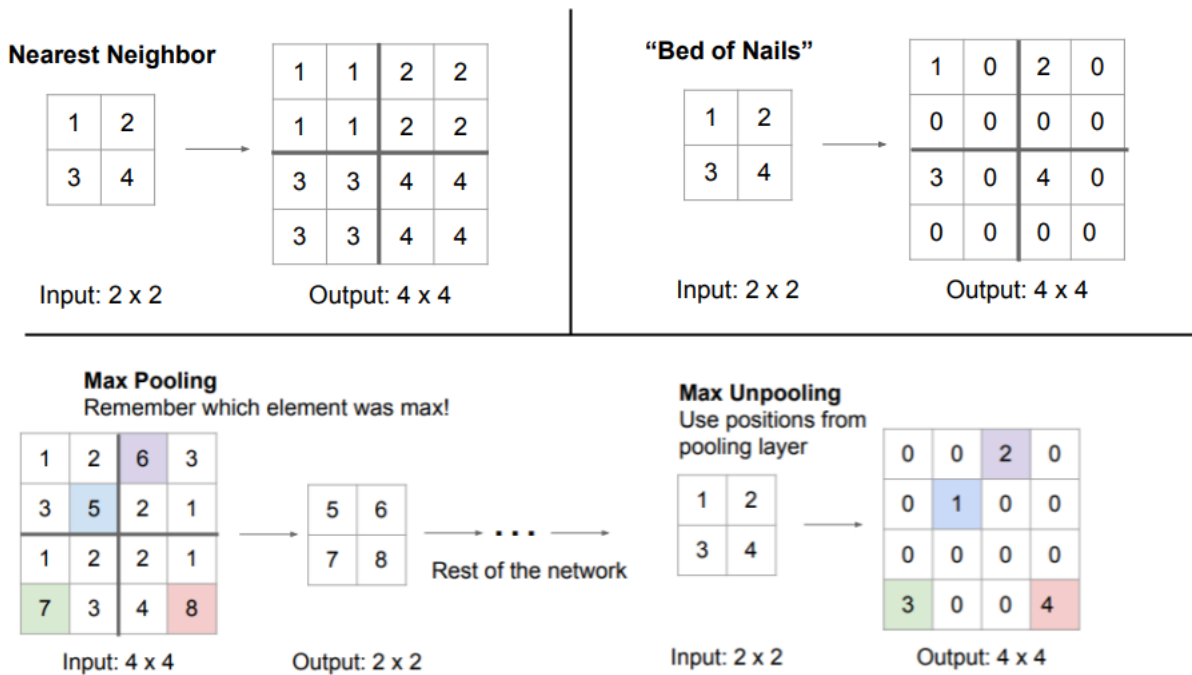 Nearest Neighbor
1 2
3 4
Input: 2 x 2
1 1 2 2
1 1 2 2
3 3 4 4
3 3 4 4
Output: 4 x 4
“Bed of Nails”
1 2
3 4
Input: 2 x 2
1 0 2 0
0 0 0 0
3 0 4 0
0 0 0 0
Output: 4 x 4
Max Pooling
Remember which element was max!
1 2 6 3
3 5 2 1
1 2 2 1
7 3 4 8
Input: 4 x 4
5 6
7 8
Output: 2 x 2
...
Rest of the network
Max Unpooling
Use positions from
pooling layer
1 2
3 4
Input: 2 x 2
0 0 2 0
0 1 0 0
0 0 0 0
3 0 0 4
Output: 4 x 4